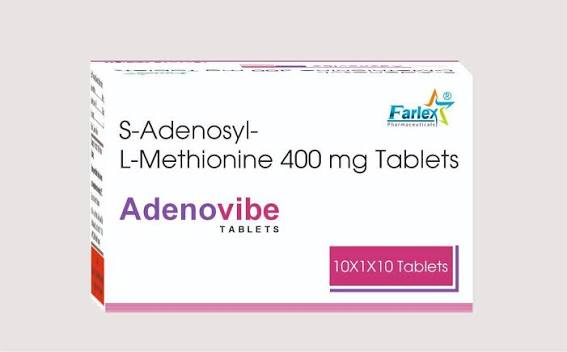 Farlex®
Pharmaceuticals
S-Adenosyl-
L-Methionine 400 mg Tablets
Adenovibe
TABLETS
10X1X10 Tablets